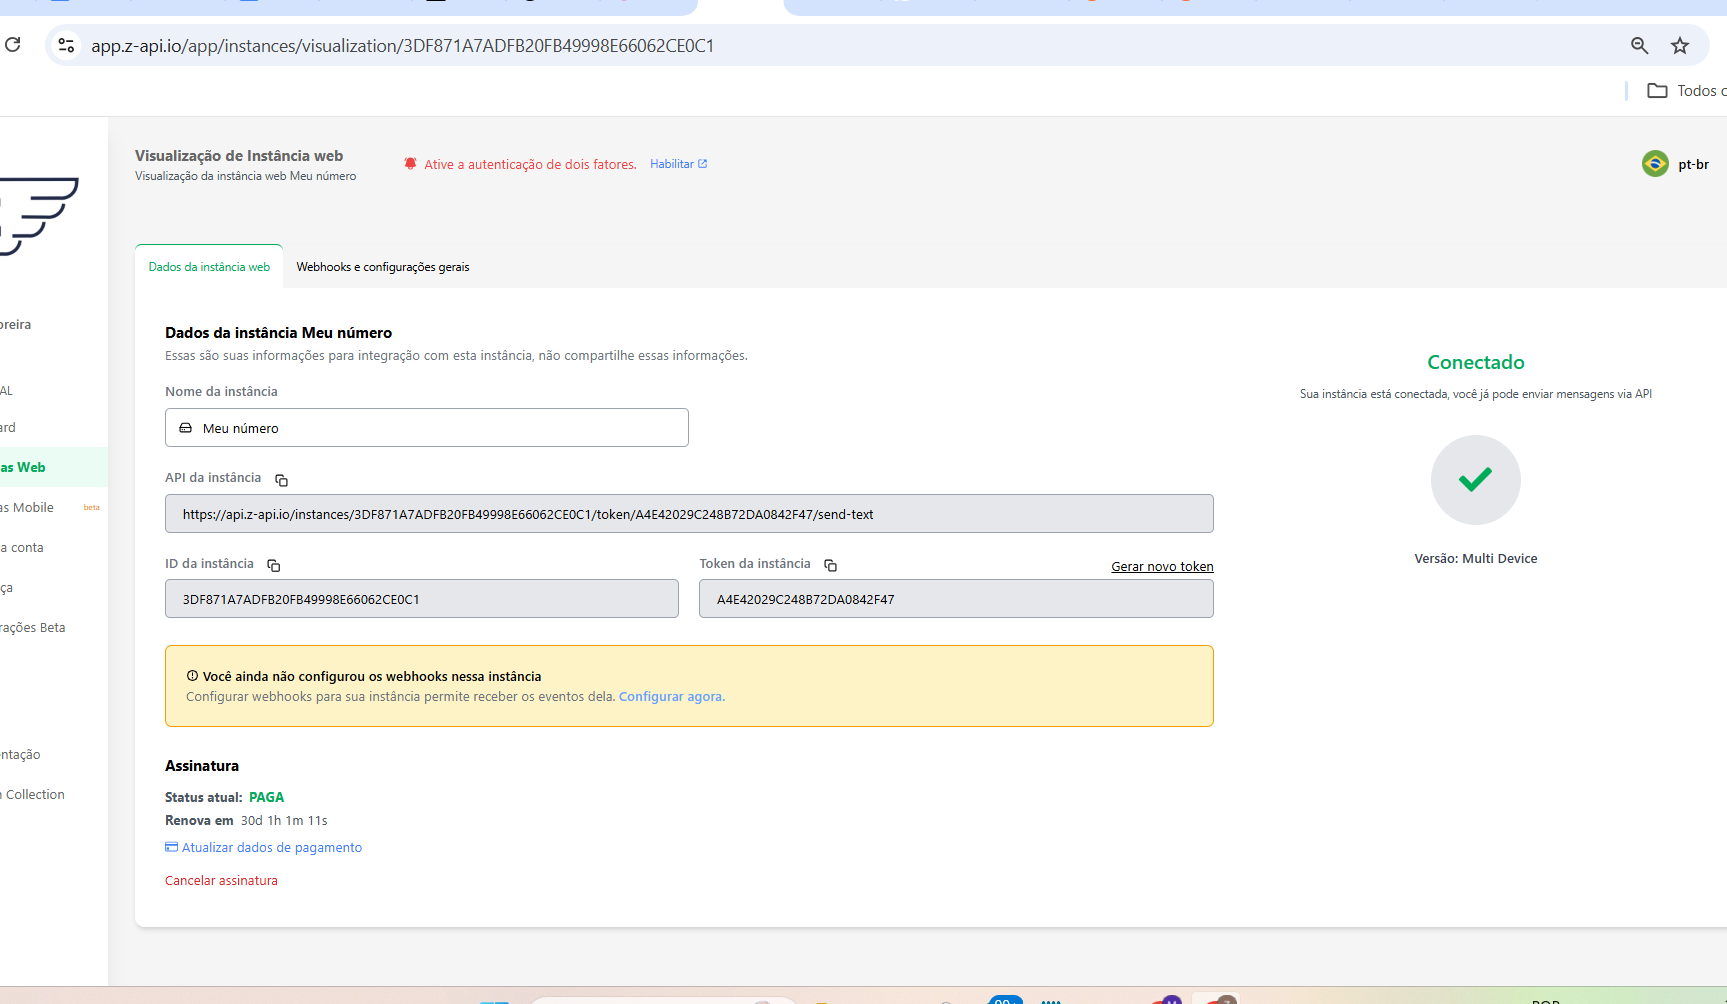 app.z-api.io/app/instances/visualization/3DF871A7ADFB20FB49998E66062CE0C1
Todos
Visualização de Instância web
Visualização da instância web Meu número
Ative a autenticação de dois fatores. Habilitar
pt-br
Dados da instância web
Webhooks e configurações gerais
oreira
AL
ard
as Web
as Mobile beta
a conta
ça
rações Beta
entação
n Collection
Dados da instância Meu número
Essas são suas informações para integração com esta instância, não compartilhe essas informações.
Nome da instância
Meu número
API da instância
https://api.z-api.io/instances/3DF871A7ADFB20FB49998E66062CE0C1/token/A4E42029C248B72DA0842F47/send-text
ID da instância
3DF871A7ADFB20FB49998E66062CE0C1
Token da instância
Gerar novo token
A4E42029C248B72DA0842F47
Você ainda não configurou os webhooks nessa instância
Configurar webhooks para sua instância permite receber os eventos dela. Configurar agora.
Assinatura
Status atual: PAGA
Renova em 30d 1h 1m 11s
Atualizar dados de pagamento
Cancelar assinatura
Conectado
Sua instância está conectada, você já pode enviar mensagens via API
Versão: Multi Device